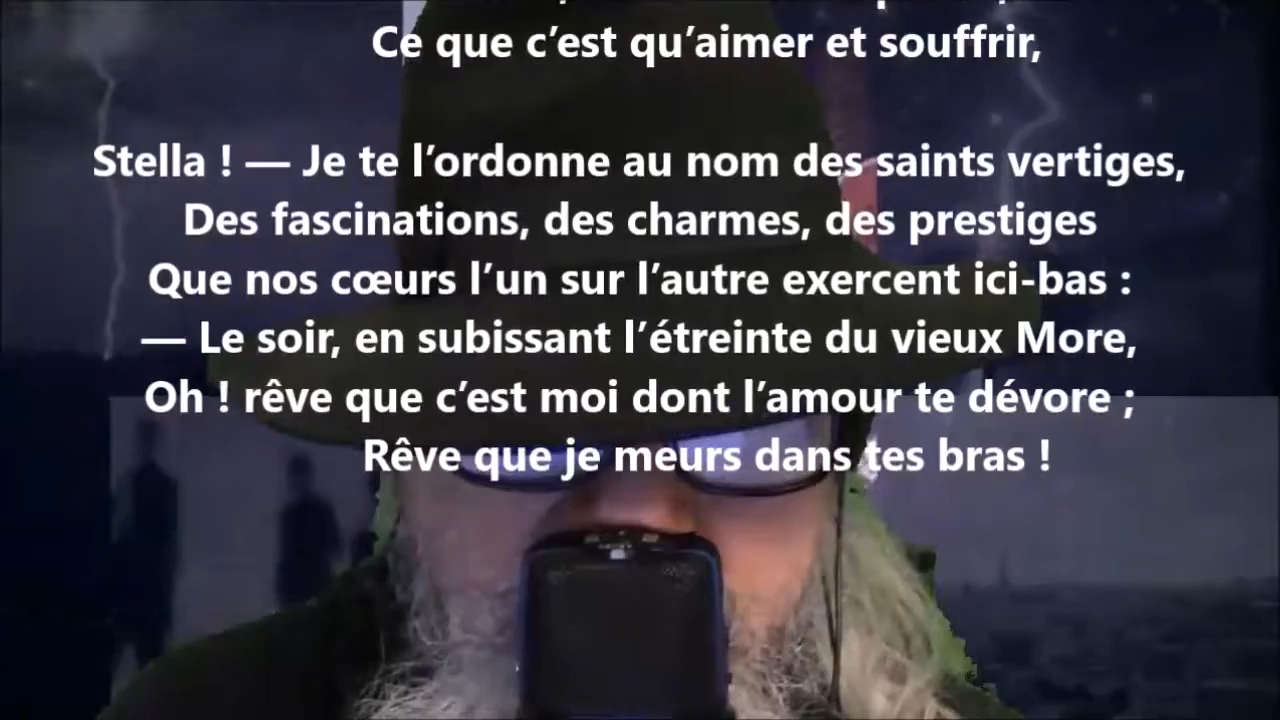 Ce que c’est qu’aimer et souffrir,
Stella ! — Je te l’ordonne au nom des saints vertiges,
Des fascinations, des charmes, des prestiges
Que nos cœurs l’un sur l’autre exercent ici-bas :
— Le soir, en subissant l’étreinte du vieux More,
Oh ! rêve que c’est moi dont l’amour te dévore ;
Rêve que je meurs dans tes bras !